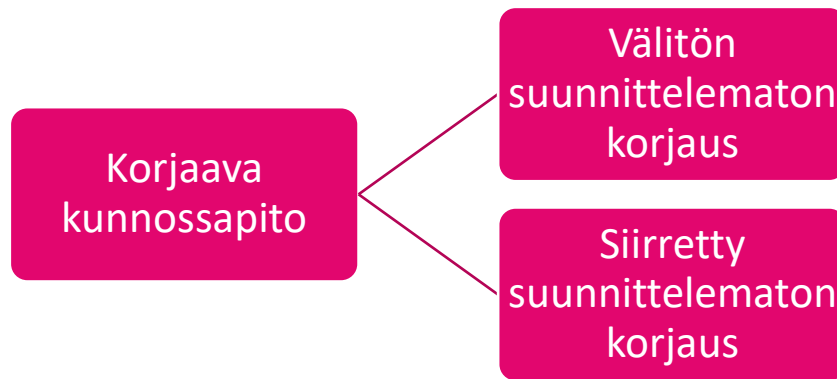 Korjaava
kunnossapito
Välitön
suunnittelematon
korjaus
Siirretty
suunnittelematon
korjaus